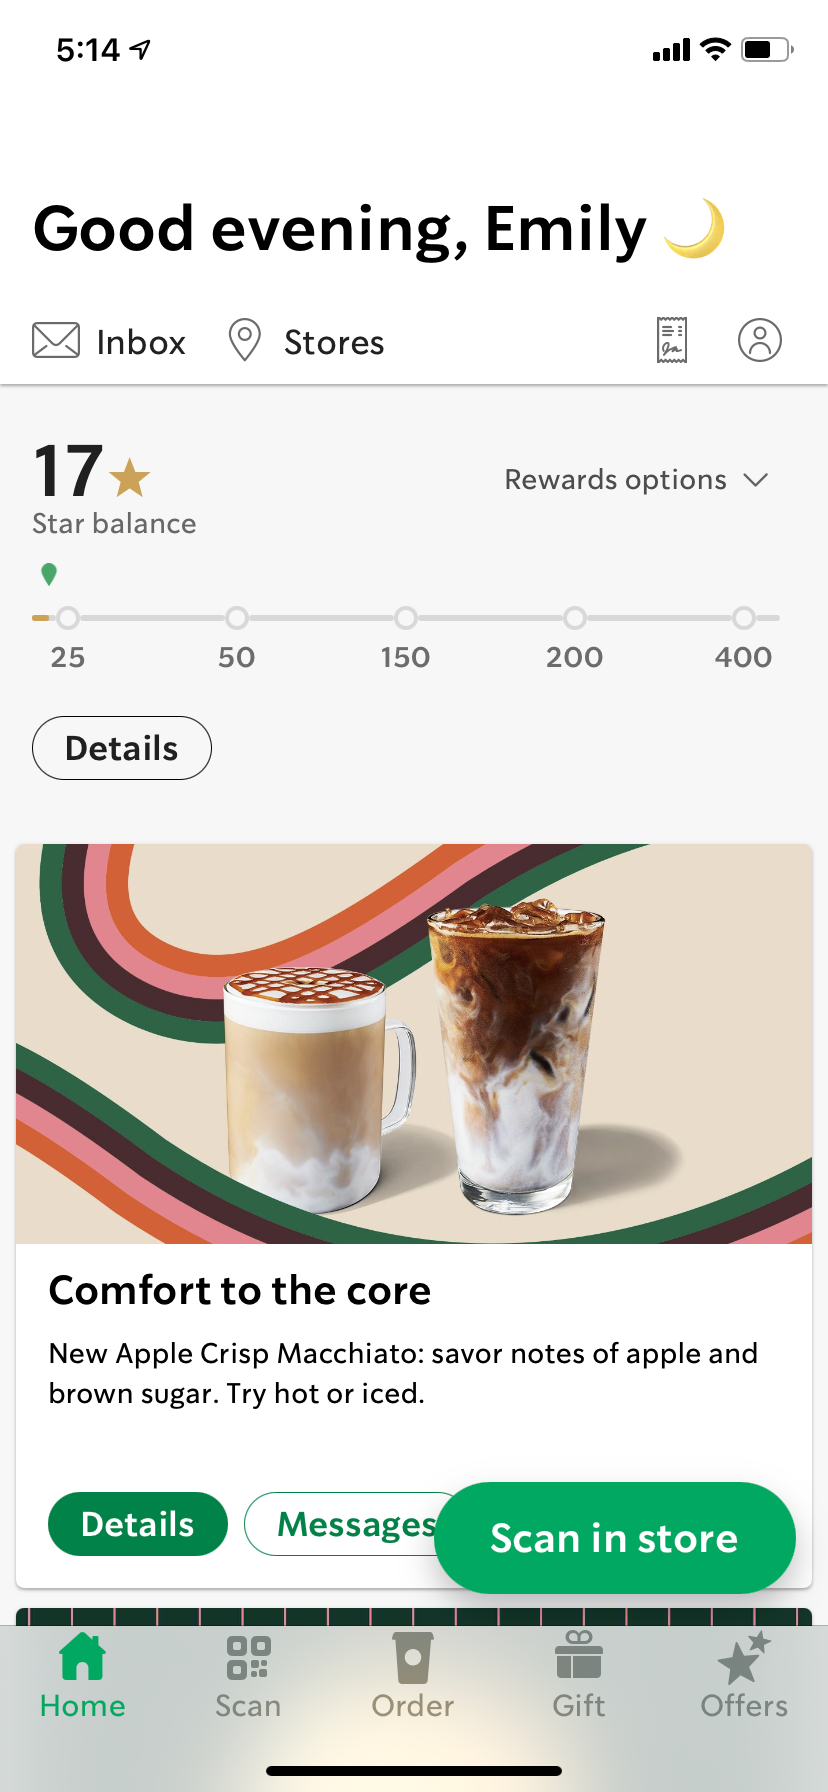 5:14
Good evening, Emily
Inbox
Stores
17
Rewards options
Star balance
25
50
150
200
400
Details
Comfort to the core
New Apple Crisp Macchiato: savor notes of apple and
brown sugar. Try hot or iced.
Details
Messages
Scan in store
Home
Scan
Order
Gift
Offers